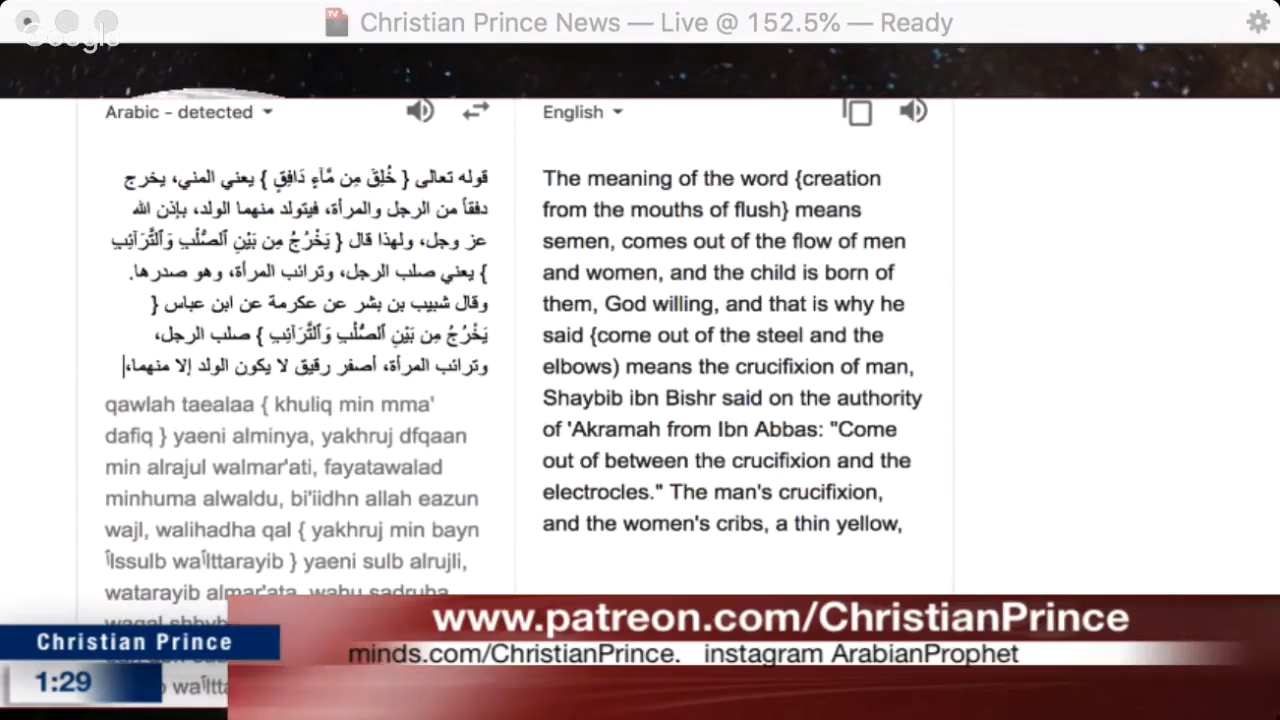 Christian Prince News — Live @ 152.5% — Ready
Google
Arabic - detected
English
قوله تعالى { خُلِقَ مِن مَّآءٍ دَافِقٍ } يعني المني، يخرج
دفقاً من الرجل والمرأة، فيتولد منهما الولد، بإذن الله
عز وجل، ولهذا قال { يَخْرُجُ مِن بَيْنِ ٱلصُّلْبِ وَٱلتَّرَآئِبِ
} يعني صلب الرجل، وترائب المرأة، وهو صدرها.
وقال شبيب بن بشر عن عكرمة عن ابن عباس {
يَخْرُجُ مِن بَيْنِ ٱلصُّلْبِ وَٱلتَّرَآئِبِ } صلب الرجل،
وترائب المرأة، أصفر رقيق لا يكون الولد إلا منهما،
qawlah taealaa { khuliq min mma'
dafiq } yaeni alminya, yakhruj dfqaan
min alrajul walmar'ati, fayatawalad
minhuma alwaldu, bi'iidhn allah eazun
wajl, walihadha qal { yakhruj min bayn
ٱlssulb waٱlttarayib } yaeni sulb alrujli,
watarayib almar'ata, wahu sadruha
The meaning of the word {creation
from the mouths of flush} means
semen, comes out of the flow of men
and women, and the child is born of
them, God willing, and that is why he
said {come out of the steel and the
elbows) means the crucifixion of man,
Shaybib ibn Bishr said on the authority
of 'Akramah from Ibn Abbas: "Come
out of between the crucifixion and the
electrocles." The man's crucifixion,
and the women's cribs, a thin yellow,
www.patreon.com/ChristianPrince
Christian Prince
minds.com/ChristianPrince. instagram ArabianProphet
1:29